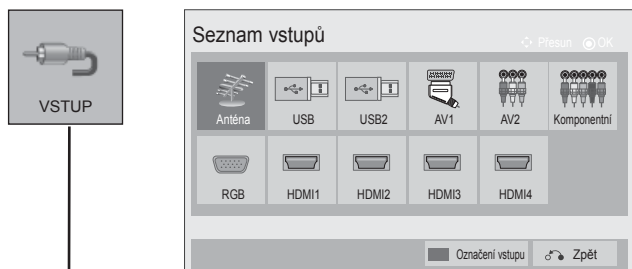 VSTUP
Seznam vstupů
Přesun OK
Anténa USB USB2 AV1 AV2 Komponentní
RGB HDMI1 HDMI2 HDMI3 HDMI4
Označení vstupu Zpět